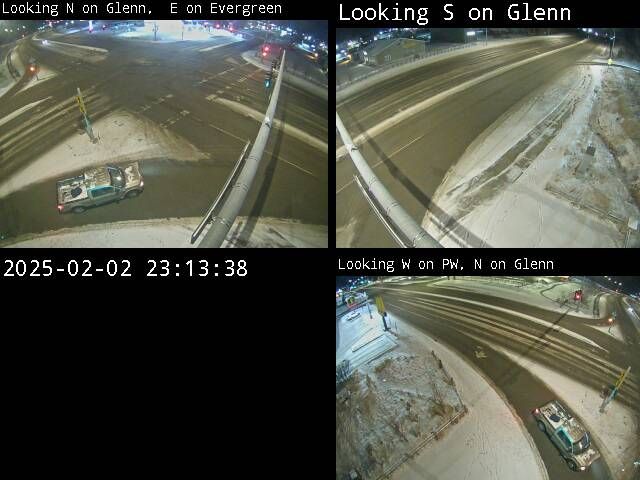 Looking N on Glenn,  E on Evergreen
Looking S on Glenn
2025-02-02 23:13:38
Looking W on PW, N on Glenn